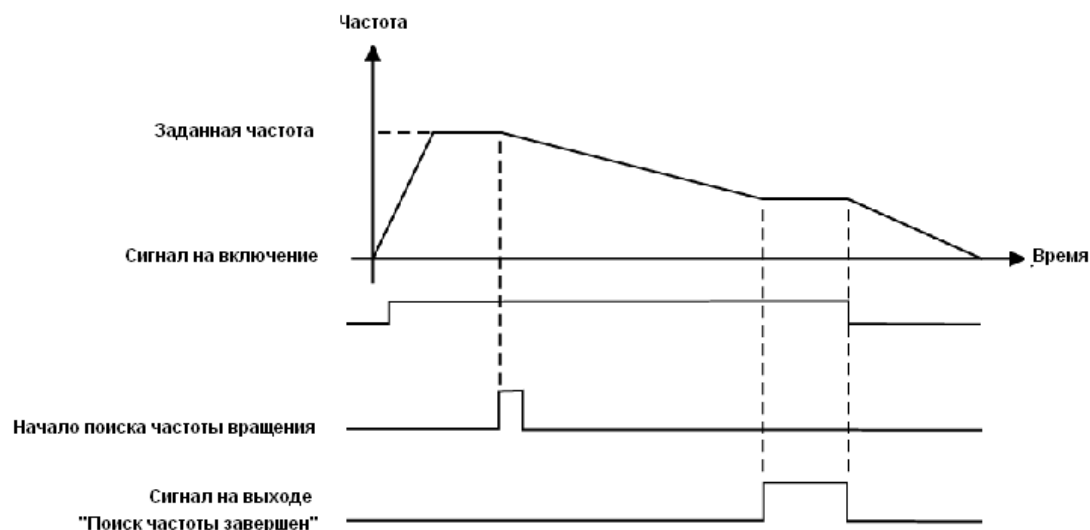 Частота
Заданная частота
Сигнал на включение
Время
Начало поиска частоты вращения
Сигнал на выходе
"Поиск частоты завершен"